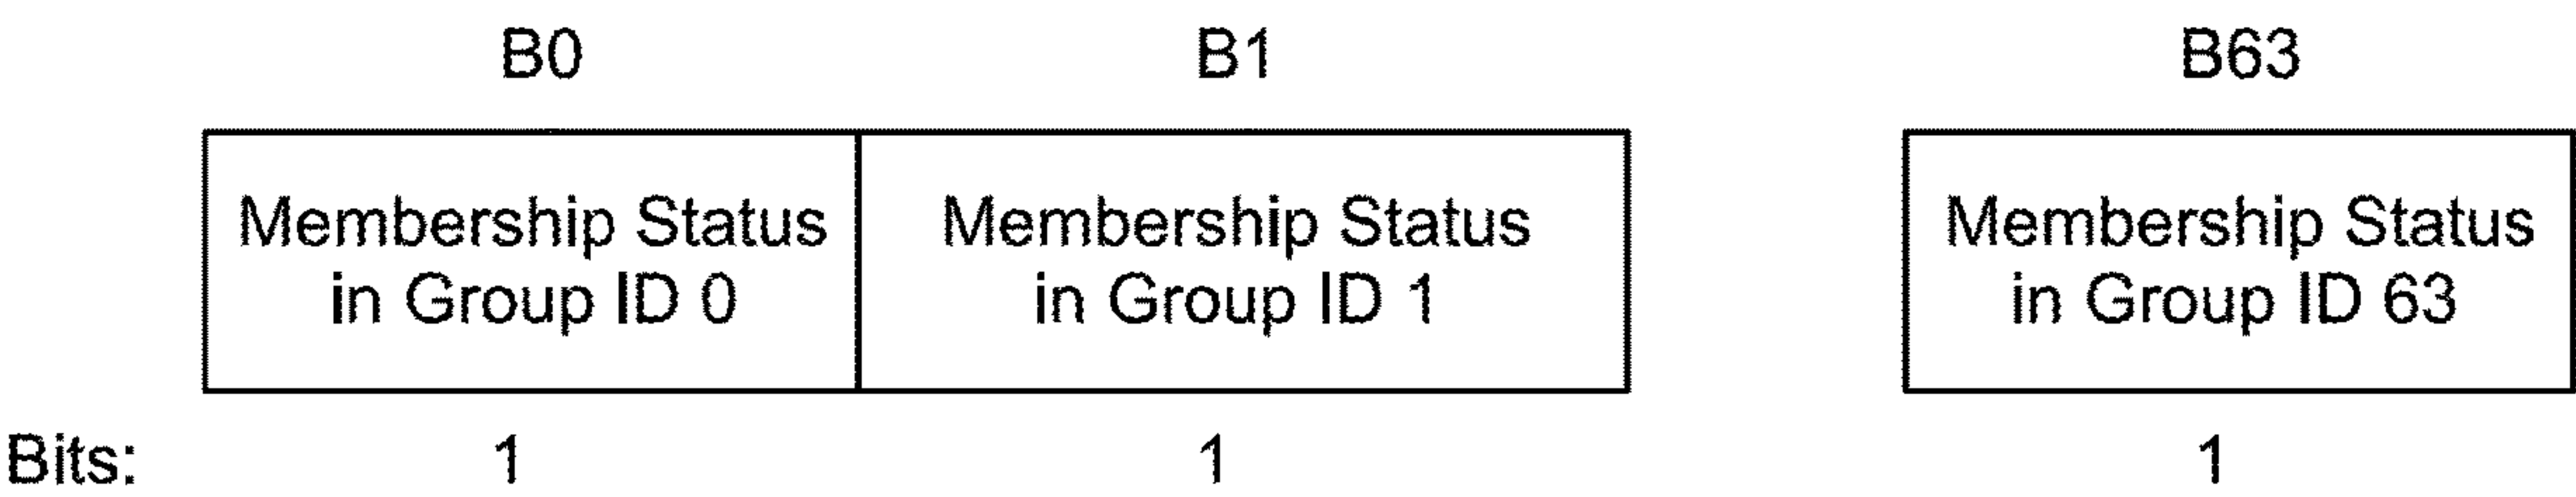 B0 B1 B63
Membership Status Membership Status Membership Status
in Group ID 0 in Group ID 1 in Group ID 63
Bits: 1 1 1